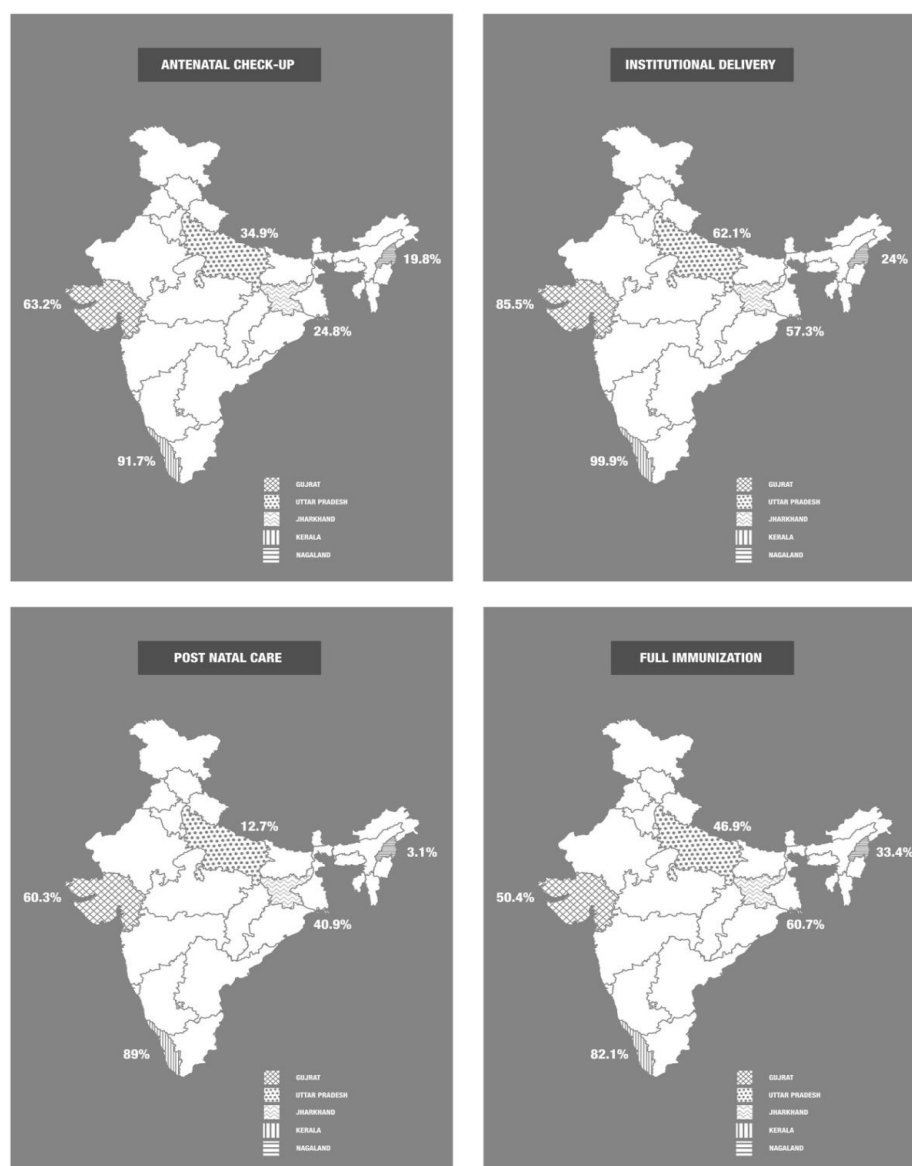 ANTENATAL CHECK-UP
34.9%
19.8%
63.2%
24.8%
91.7%
GUJRAT
UTTAR PRADESH
JHARKHAND
KERALA
NAGALAND
INSTITUTIONAL DELIVERY
62.1%
24%
85.5%
57.3%
99.9%
GUJRAT
UTTAR PRADESH
JHARKHAND
KERALA
NAGALAND
POST NATAL CARE
12.7%
3.1%
60.3%
40.9%
89%
GUJRAT
UTTAR PRADESH
JHARKHAND
KERALA
NAGALAND
FULL IMMUNIZATION
46.9%
33.4%
50.4%
60.7%
82.1%
GUJRAT
UTTAR PRADESH
JHARKHAND
KERALA
NAGALAND